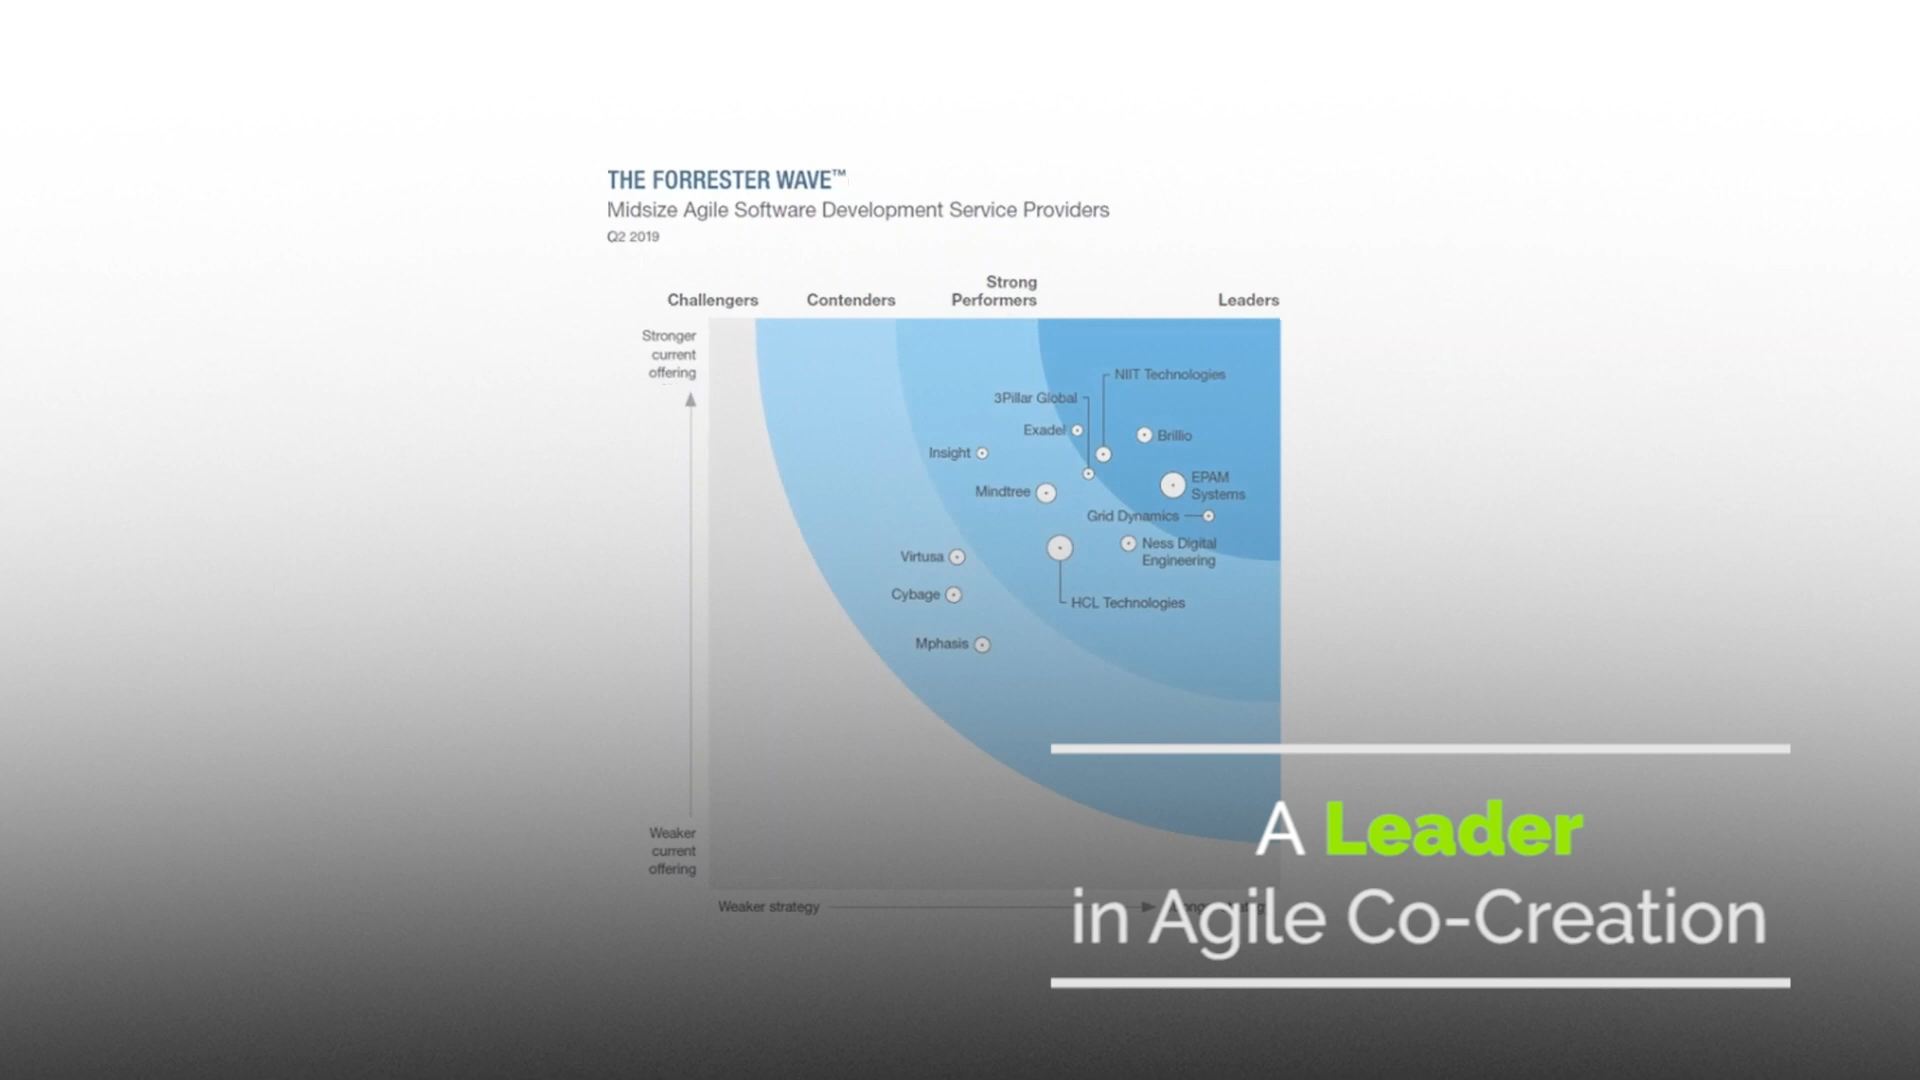 THE FORRESTER WAVE™
Midsize Agile Software Development Service Providers
Q2 2019
Strong
Challengers Contenders Performers Leaders
Stronger
current
offering
NIIT Technologies
3Pillar Global
Exadel
Brillio
Insight
EPAM
Systems
Mindtree
Grid Dynamics
Ness Digital
Engineering
Virtusa
Cybage
HCL Technologies
Mphasis
Weaker
current
offering
Weaker strategy
A Leader
in Agile Co-Creation